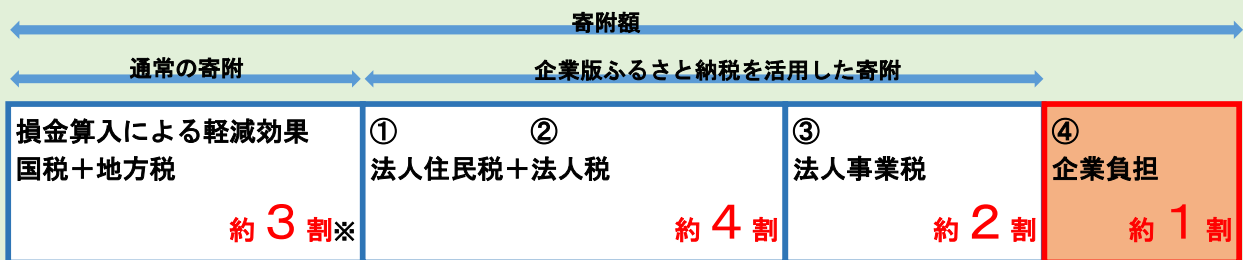 寄附額
通常の寄附
企業版ふるさと納税を活用した寄附
損金算入による軽減効果
国税＋地方税
約３割※
① ②
法人住民税＋法人税
約４割
③
法人事業税
約２割
④
企業負担
約１割